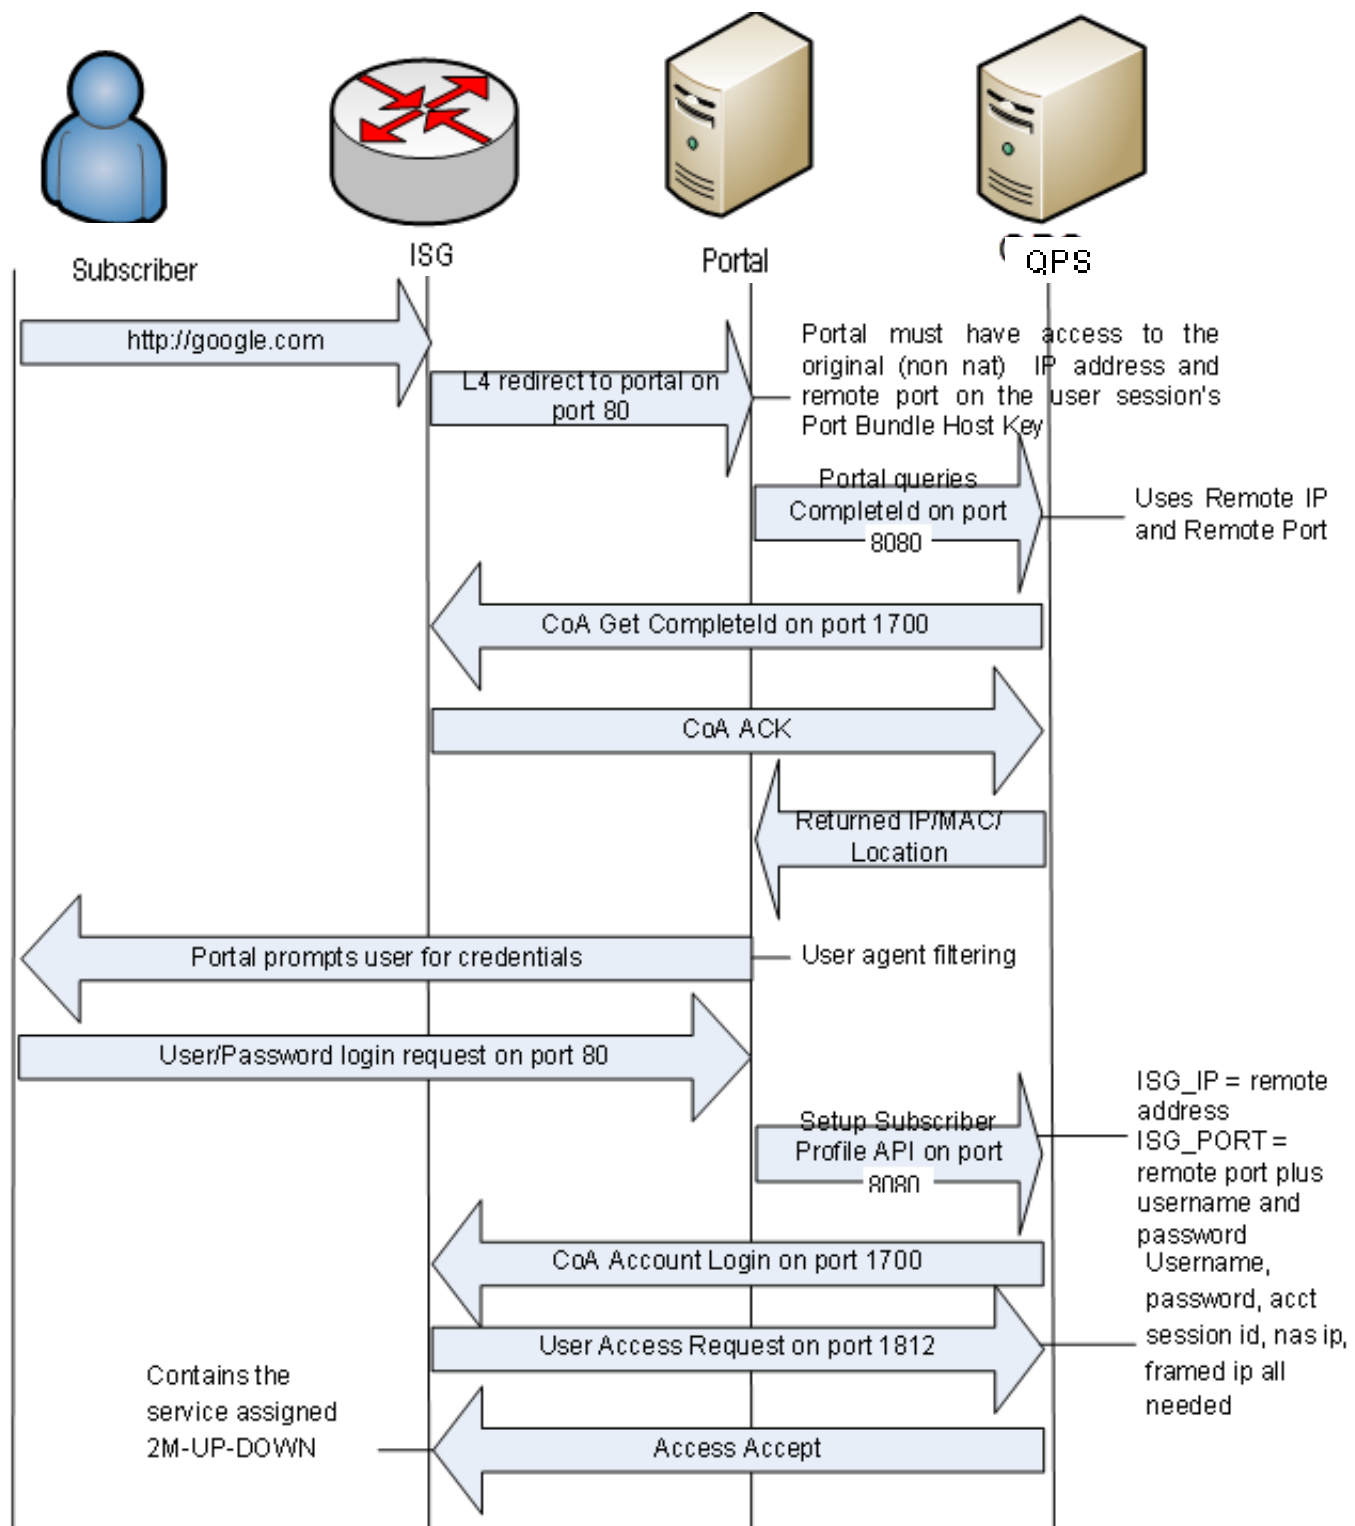 ISG
Portal
QPS
Subscriber
http://google.com
L4 redirect to portal on
port 80
Portal must have access to the
original (non nat) IP address and
remote port on the user session's
Port Bundle Host Key
Portal queries
CompleteId on port
8080
Uses Remote IP
and Remote Port
CoA Get CompleteId on port 1700
CoA ACK
Returned IP/MAC/
Location
Portal prompts user for credentials
User agent filtering
User/Password login request on port 80
Setup Subscriber
Profile API on port
8080
ISG_IP = remote
address
ISG_PORT =
remote port plus
username and
password
CoA Account Login on port 1700
User Access Request on port 1812
Username,
password, acct
session id, nas ip,
framed ip all
needed
Contains the
service assigned
2M-UP-DOWN
Access Accept